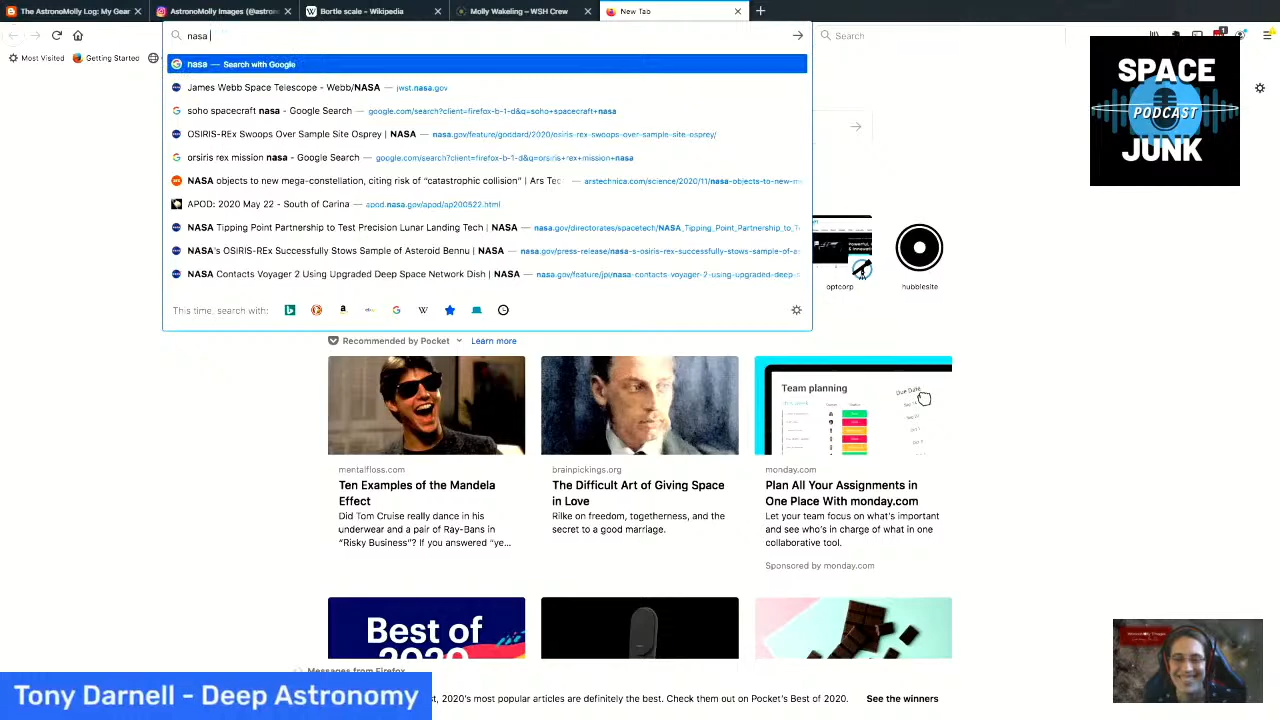 AstronoMolly Log: My Gear
AstronoMolly Images (@astrono
Bortle scale - Wikipedia
Molly Wakeling – WSH Crew
New Tab
nasa
Search
Most Visited
Getting Started
nasa — Search with Google
James Webb Space Telescope - Webb/NASA — jwst.nasa.gov
soho spacecraft nasa - Google Search — google.com/search?client=firefox-b-1-d&q=soho+spacecraft+nasa
OSIRIS-REx Swoops Over Sample Site Osprey | NASA — nasa.gov/feature/goddard/2020/osiris-rex-swoops-over-sample-site-osprey/
orsiris rex mission nasa - Google Search — google.com/search?client=firefox-b-1-d&q=orsiris+rex+mission+nasa
NASA objects to new mega-constellation, citing risk of “catastrophic collision” | Ars Tec — arstechnica.com/science/2020/11/nasa-objects-to-new-m
APOD: 2020 May 22 - South of Carina — apod.nasa.gov/apod/ap200522.html
NASA Tipping Point Partnership to Test Precision Lunar Landing Tech | NASA — nasa.gov/directorates/spacetech/NASA_Tipping_Point_Partnership_to_T
NASA's OSIRIS-REx Successfully Stows Sample of Asteroid Bennu | NASA — nasa.gov/press-release/nasa-s-osiris-rex-successfully-stows-sample-of-a
NASA Contacts Voyager 2 Using Upgraded Deep Space Network Dish | NASA — nasa.gov/feature/jpl/nasa-contacts-voyager-2-using-upgraded-deep-s
This time, search with:
optcorp
hubblesite
SPACE
PODCAST
JUNK
Recommended by Pocket
Learn more
mentalfloss.com
Ten Examples of the Mandela
Effect
Did Tom Cruise really dance in his
underwear and a pair of Ray-Bans in
“Risky Business”? If you answered “ye...
brainpickings.org
The Difficult Art of Giving Space
in Love
Rilke on freedom, togetherness, and the
secret to a good marriage.
Team planning
Due Date
monday.com
Plan All Your Assignments in
One Place With monday.com
Let your team focus on what's important
and see who's in charge of what in one
collaborative tool.
Sponsored by monday.com
Best of
2020
Messages from Firefox
t, 2020's most popular articles are definitely the best. Check them out on Pocket's Best of 2020.
See the winners
Tony Darnell - Deep Astronomy